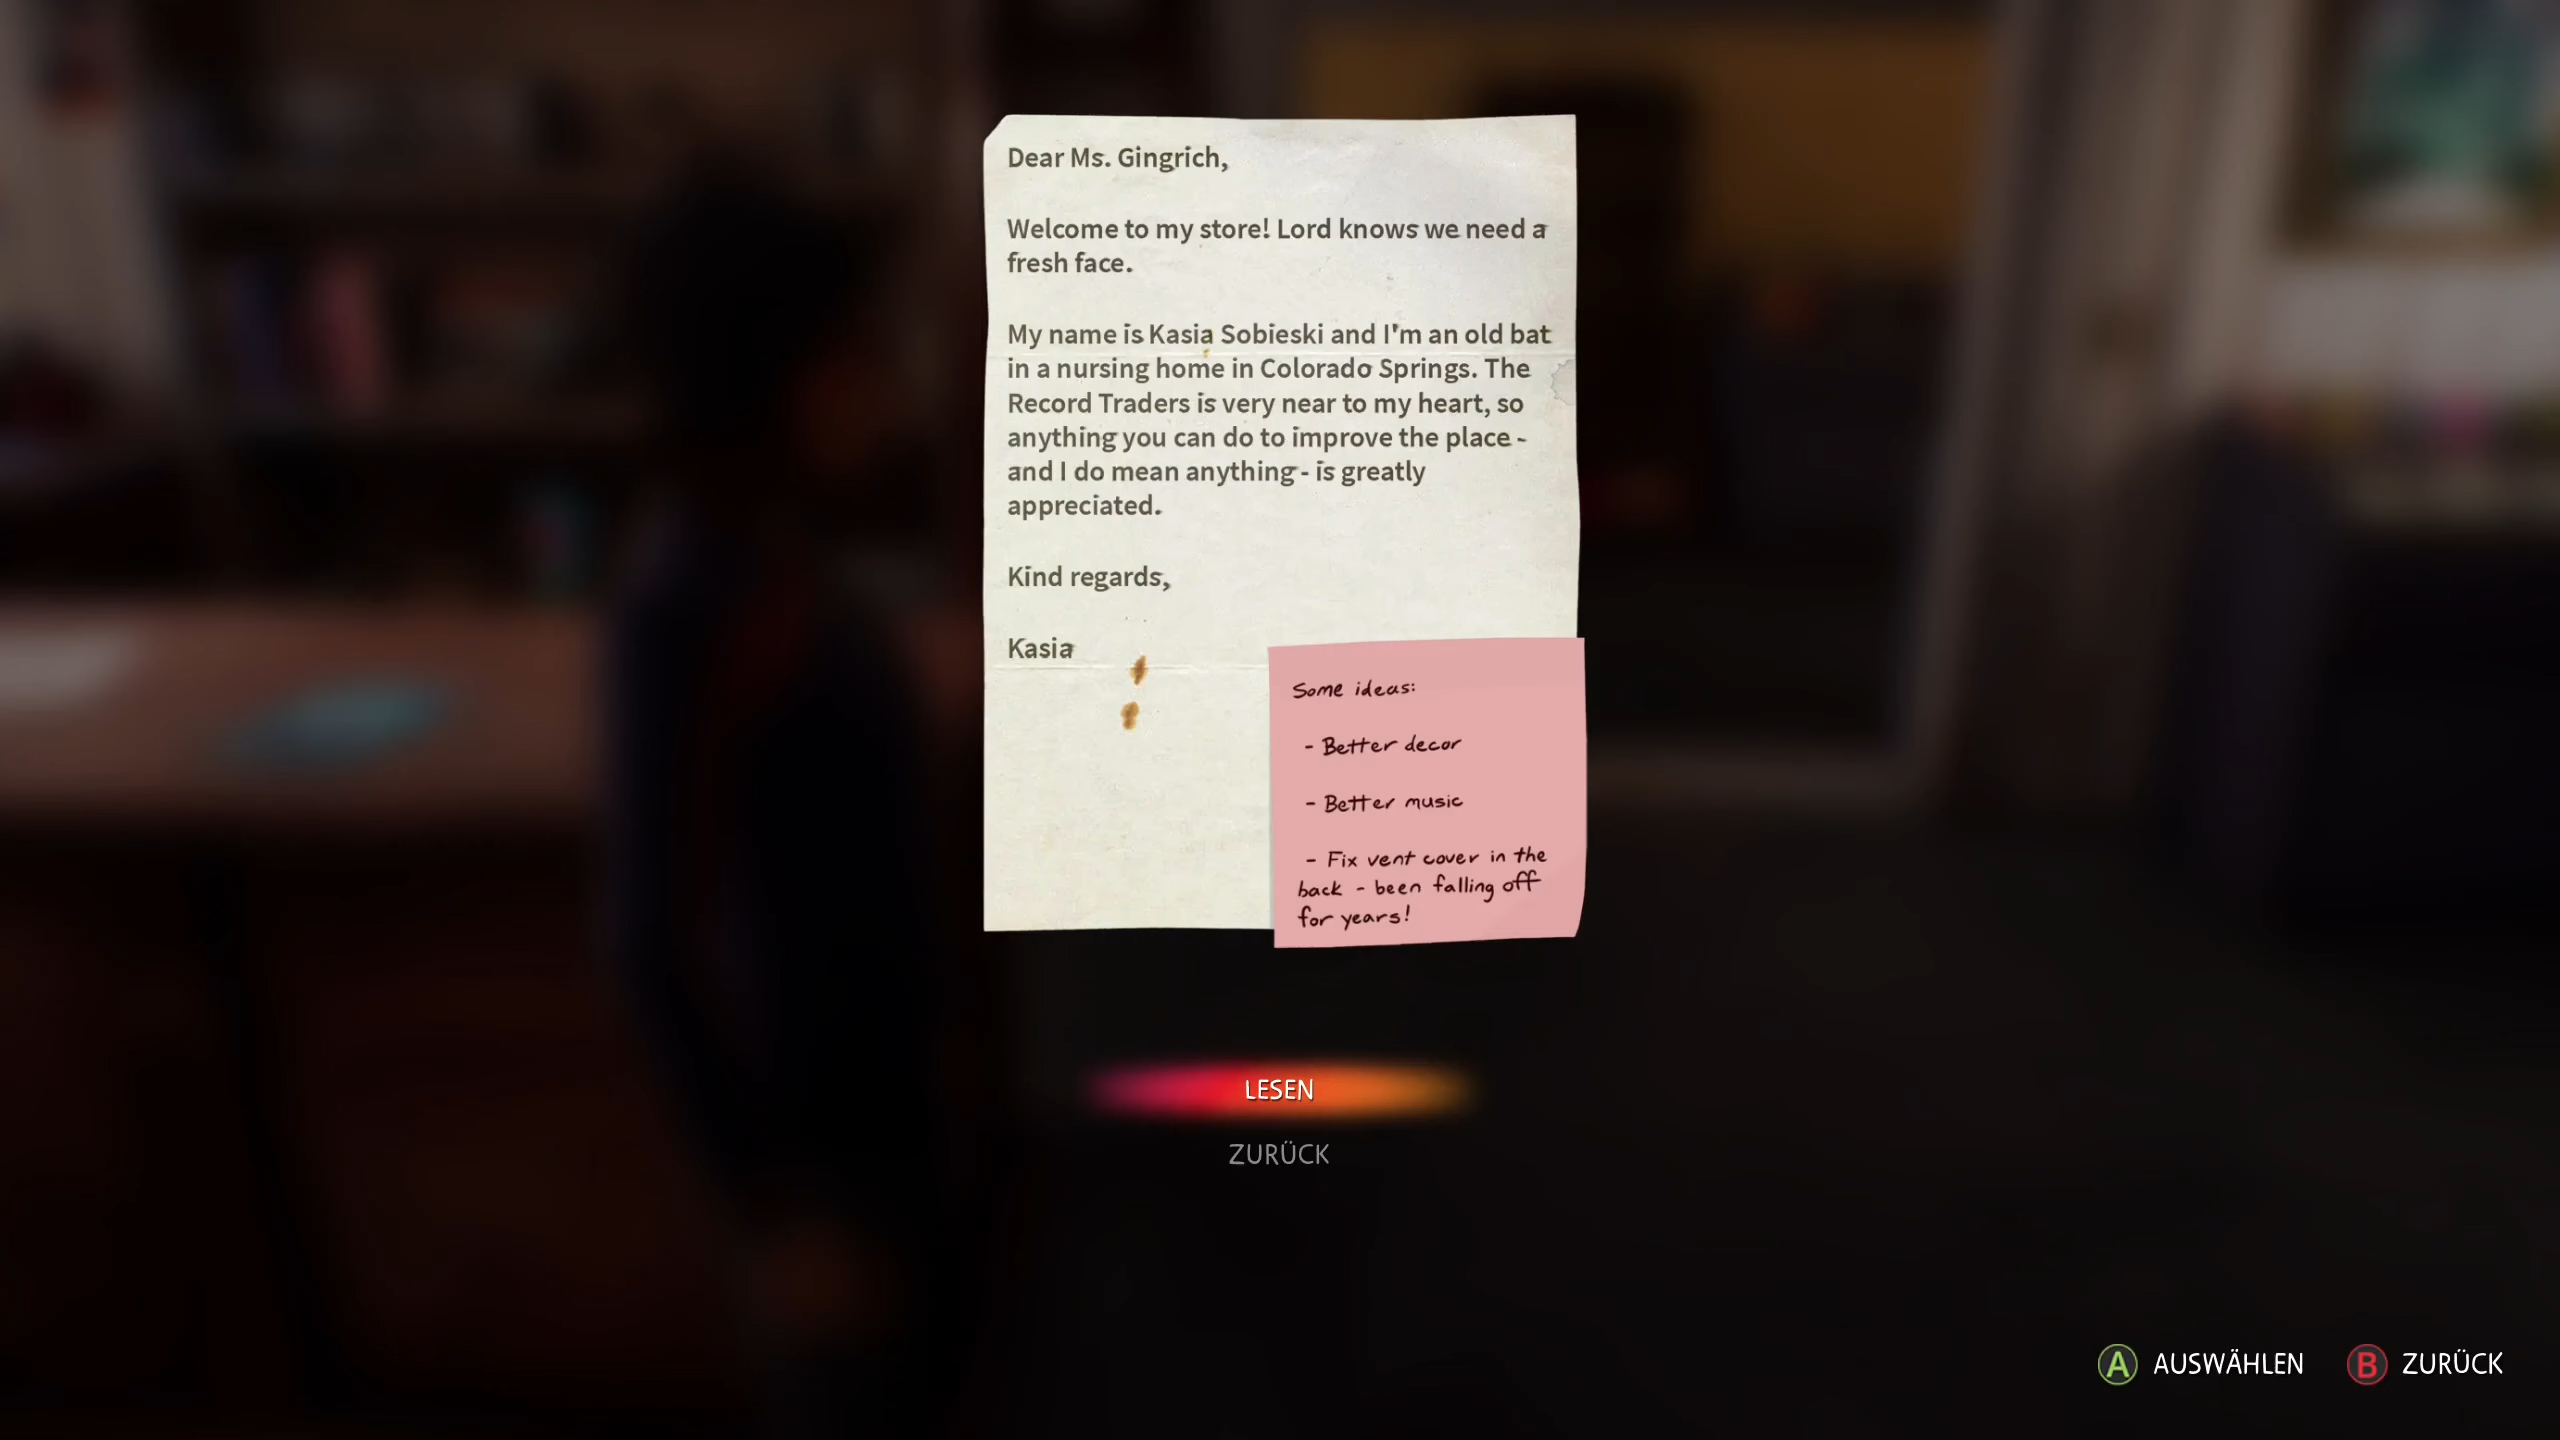 Dear Ms. Gingrich,
Welcome to my store! Lord knows we need a
fresh face.
My name is Kasia Sobieski and I'm an old bat
in a nursing home in Colorado Springs. The
Record Traders is very near to my heart, so
anything you can do to improve the place -
and I do mean anything - is greatly
appreciated.
Kind regards,
Kasia
Some ideas:
- Better decor
- Better music
- Fix vent cover in the
back - been falling off
for years!
LESEN
ZURÜCK
A AUSWÄHLEN B ZURÜCK